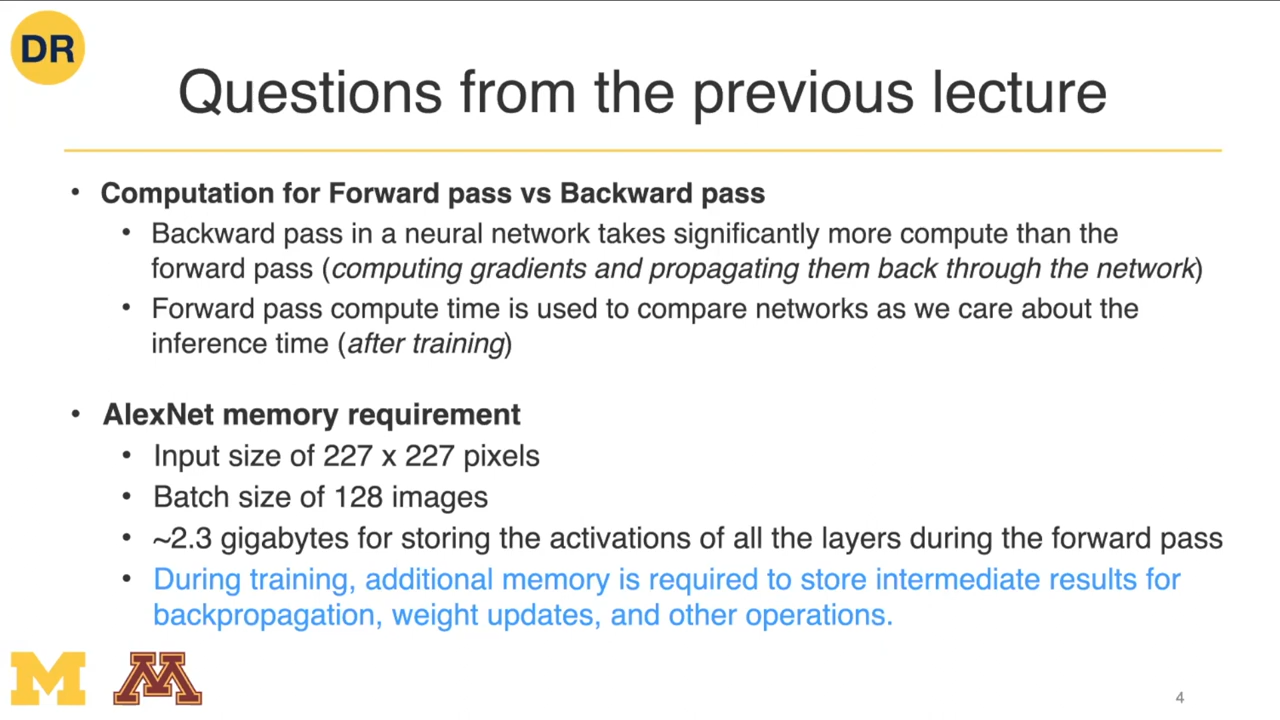 DR
Questions from the previous lecture
• Computation for Forward pass vs Backward pass
• Backward pass in a neural network takes significantly more compute than the
forward pass (computing gradients and propagating them back through the network)
• Forward pass compute time is used to compare networks as we care about the
inference time (after training)
• AlexNet memory requirement
• Input size of 227 x 227 pixels
• Batch size of 128 images
• ~2.3 gigabytes for storing the activations of all the layers during the forward pass
• During training, additional memory is required to store intermediate results for
backpropagation, weight updates, and other operations.
M M
4